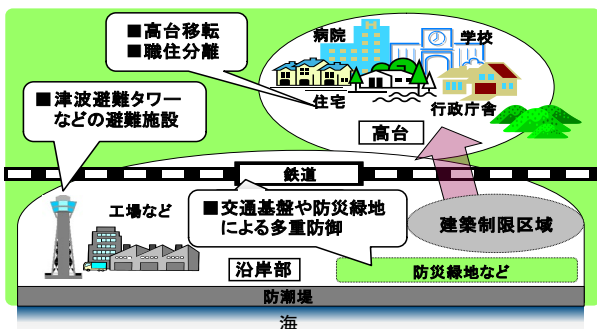 ■高台移転
■職住分離
病院
学校
住宅
行政庁舎
高台
■津波避難タワー
などの避難施設
鉄道
工場など
■交通基盤や防災緑地
による多重防御
建築制限区域
沿岸部
防災緑地など
防潮堤
海